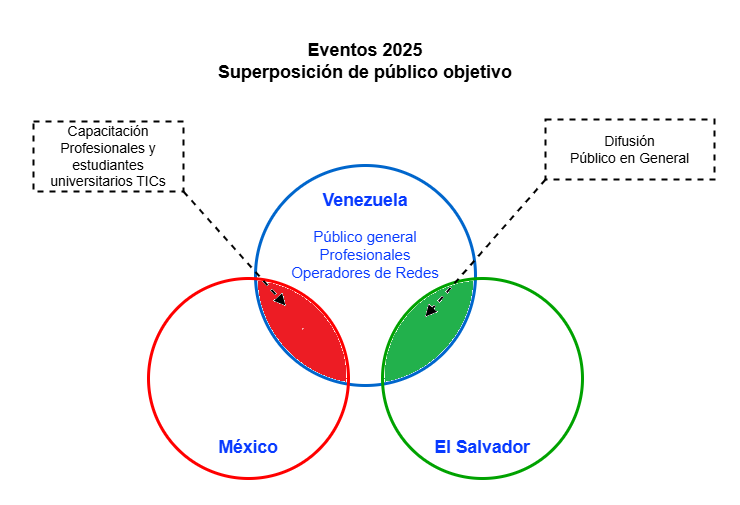 Eventos 2025
Superposición de público objetivo
Capacitación
Profesionales y
estudiantes
universitarios TICs
Difusión
Público en General
Venezuela
Público general
Profesionales
Operadores de Redes
México
El Salvador